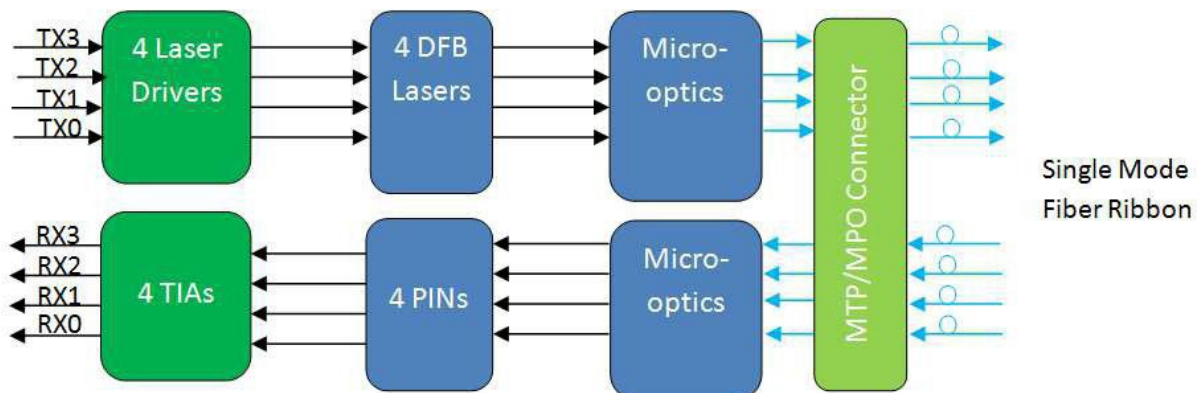 TX3
TX2
TX1
TX0
4 Laser
Drivers
4 DFB
Lasers
Micro-
optics
MTP/MPO Connector
Single Mode
Fiber Ribbon
RX3
RX2
RX1
RX0
4 TIAs
4 PINs
Micro-
optics